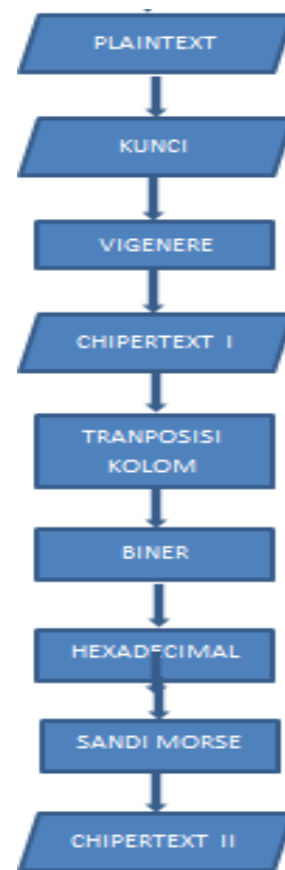 PLAINTEXT
KUNCI
VIGENERE
CHIPERTEXT I
TRANPOSISI
KOLOM
BINER
HEXADECIMAL
SANDI MORSE
CHIPERTEXT II